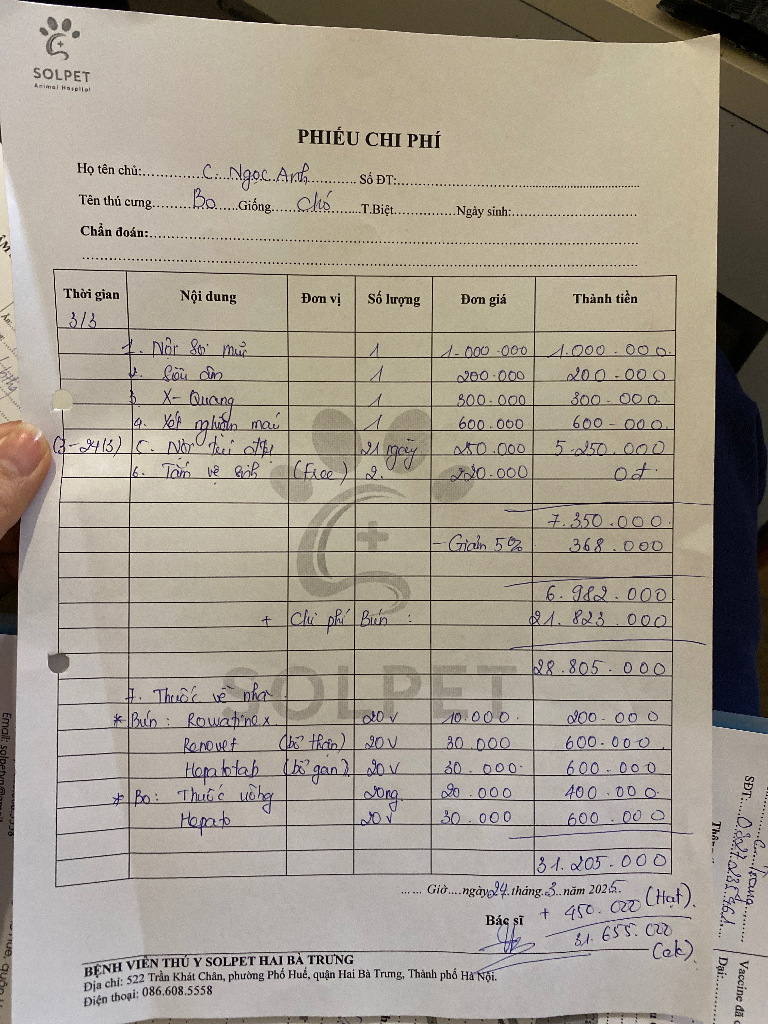 SOLPET
Animal Hospital
PHIẾU CHI PHÍ
Họ tên chủ: C. Ngọc Anh Số ĐT:
Tên thú cưng Bo Giống Chó T.Biệt Ngày sinh:
Chẩn đoán:
Thời gian Nội dung Đơn vị Số lượng Đơn giá Thành tiền
3/3
1. Nội soi mũi 1 1.000.000 1.000.000
2. Siêu âm 1 200.000 200.000
3 X-Quang 1 300.000 300.000
4. Xét nghiệm máu 1 600.000 600.000
(3-24/3) 5. Nội trú 21 ngày 250.000 5.250.000
6. Tắm vệ sinh (Free) 2. 220.000 0đ.
7.350.000
- Giảm 5% 368.000
6.982.000
+ Chi phí Bún: 21.823.000
28.805.000
7. Thuốc về nhà.
* Bún: Rowatinex 20v 10.000 200.000
Renovet (bổ thận) 20v 30.000 600.000
Hepatotab (bổ gan) 20v 30.000 600.000
* Bo: Thuốc uống 20ng 20.000 400.000
Hepato 20v 30.000 600.000
31.205.000
...... Giờ....ngày 24 tháng 3 năm 2025
Bác sĩ + 450.000 (Hạt).
31.655.000
(ck).
BỆNH VIỆN THÚ Y SOLPET HAI BÀ TRƯNG
Địa chỉ: 522 Trần Khát Chân, phường Phố Huế, quận Hai Bà Trưng, Thành phố Hà Nội.
Điện thoại: 086.608.5558
SOLPET
SĐT:
Vaccine đã
Dại: